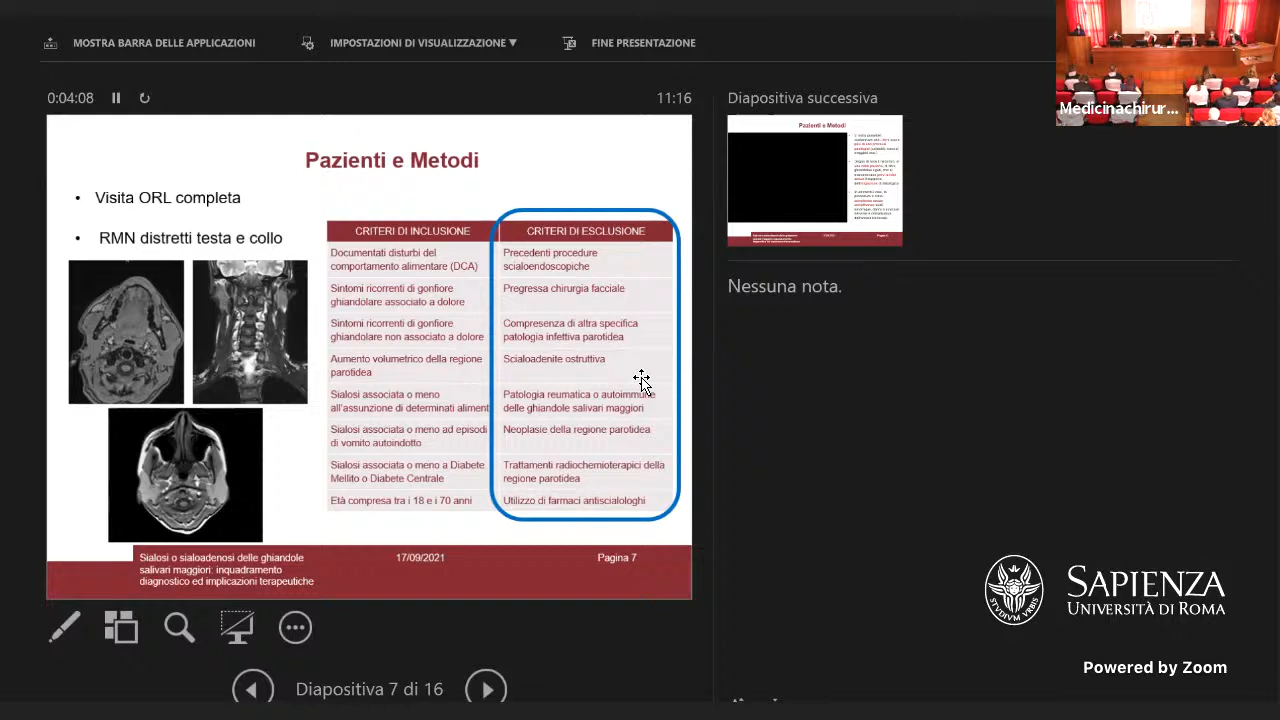 MOSTRA BARRA DELLE APPLICAZIONI
IMPOSTAZIONI DI VISUALIZZAZIONE ▼
FINE PRESENTAZIONE
0:04:08
11:16
Pazienti e Metodi
• Visita ORL completa
• RMN distretti testa e collo
CRITERI DI INCLUSIONE
CRITERI DI ESCLUSIONE
Documentati disturbi del
comportamento alimentare (DCA)
Precedenti procedure
scialoendoscopiche
Sintomi ricorrenti di gonfiore
ghiandolare associato a dolore
Pregressa chirurgia facciale
Sintomi ricorrenti di gonfiore
ghiandolare non associato a dolore
Compresenza di altra specifica
patologia infettiva parotidea
Aumento volumetrico della regione
parotidea
Scialoadenite ostruttiva
Sialosi associata o meno
all'assunzione di determinati aliment
Patologia reumatica o autoimmune
delle ghiandole salivari maggiori
Sialosi associata o meno ad episodi
di vomito autoindotto
Neoplasie della regione parotidea
Sialosi associata o meno a Diabete
Mellito o Diabete Centrale
Trattamenti radiochemioterapici della
regione parotidea
Età compresa tra i 18 e i 70 anni
Utilizzo di farmaci antiscialologhi
Sialosi o sialoadenosi delle ghiandole
salivari maggiori: inquadramento
diagnostico ed implicazioni terapeutiche
17/09/2021
Pagina 7
Diapositiva 7 di 16
Diapositiva successiva
Pazienti e Metodi
Nessuna nota.
Medicinachirur...
SAPIENZA
UNIVERSITÀ DI ROMA
STVDIVM VRBIS
Powered by Zoom